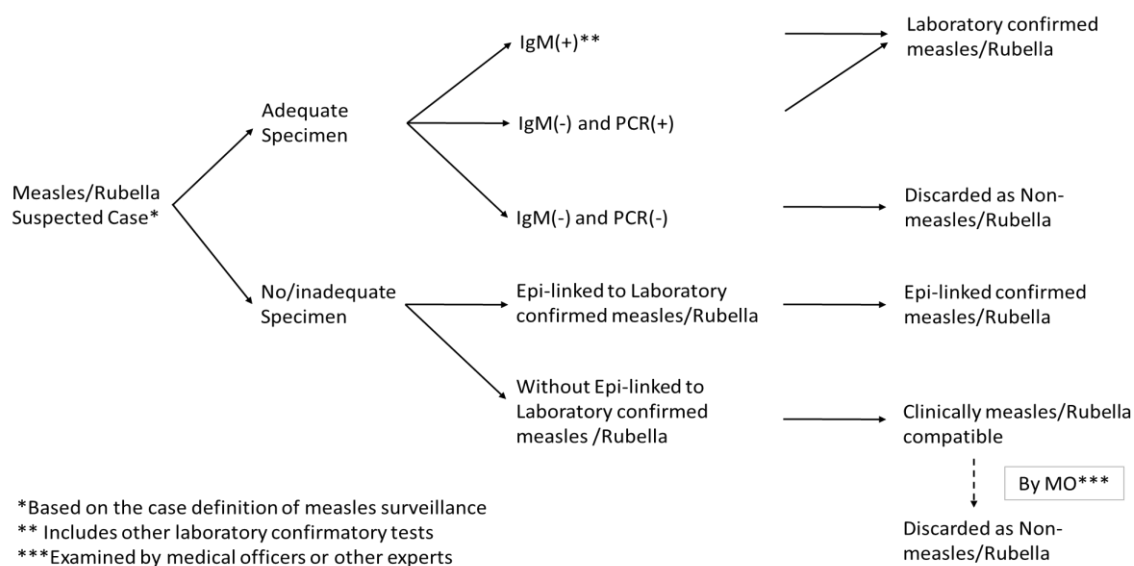 Measles/Rubella
Suspected Case*
Adequate
Specimen
No/inadequate
Specimen
IgM(+)**
IgM(-) and PCR(+)
IgM(-) and PCR(-)
Epi-linked to Laboratory
confirmed measles/Rubella
Without Epi-linked to
Laboratory confirmed
measles /Rubella
Laboratory confirmed
measles/Rubella
Discarded as Non-
measles/Rubella
Epi-linked confirmed
measles/Rubella
Clinically measles/Rubella
compatible
By MO***
Discarded as Non-
measles/Rubella
*Based on the case definition of measles surveillance
** Includes other laboratory confirmatory tests
***Examined by medical officers or other experts